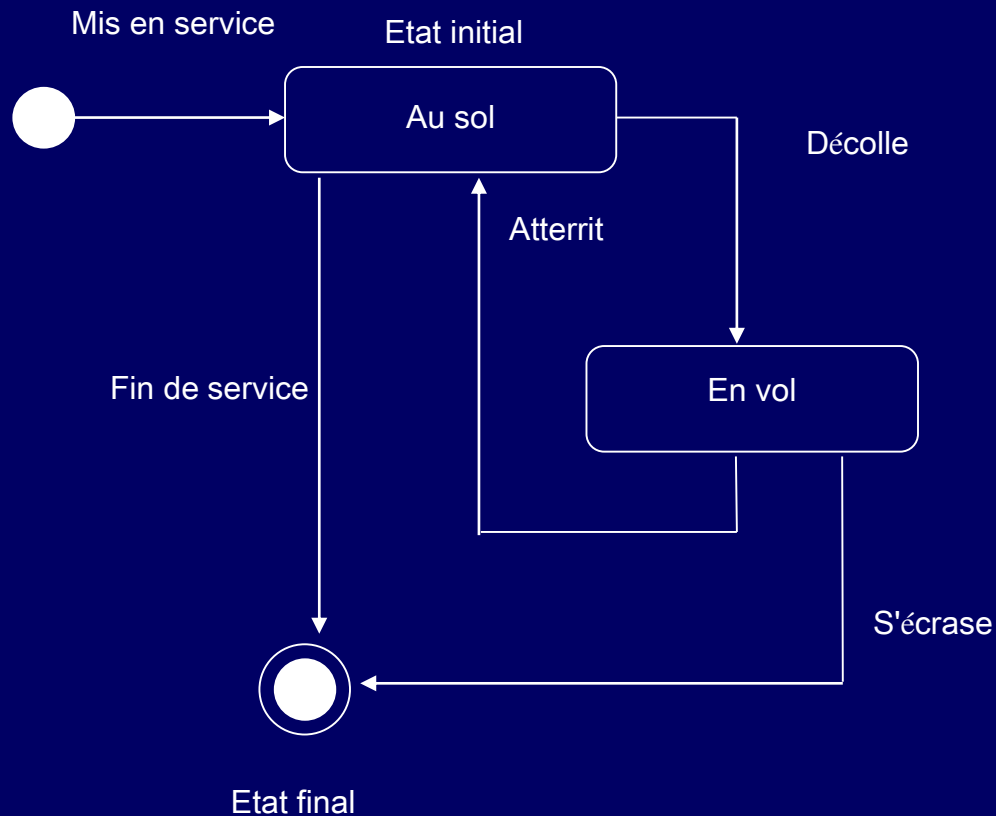 Mis en service
Etat initial
Au sol
Décolle
Atterrit
Fin de service
En vol
S'écrase
Etat final